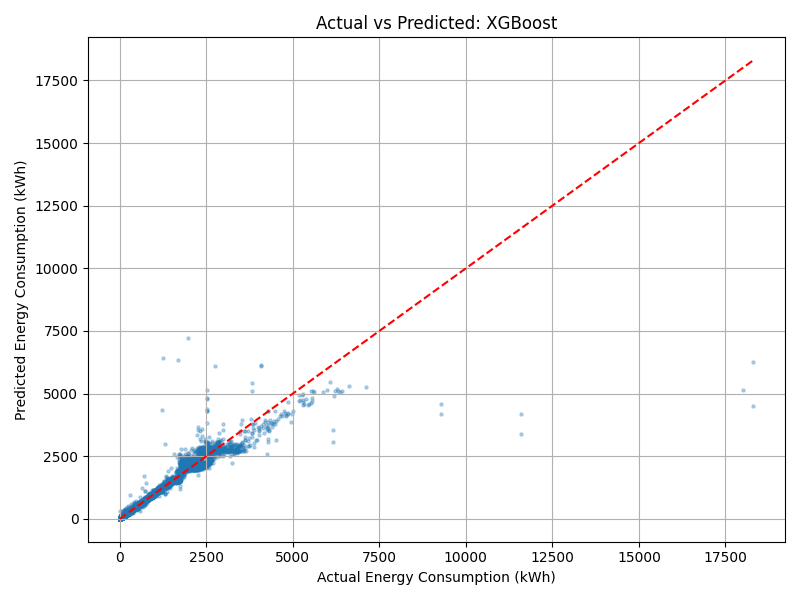 Actual vs Predicted: XGBoost
Predicted Energy Consumption (kWh)
17500
15000
12500
10000
7500
5000
2500
0
0 2500 5000 7500 10000 12500 15000 17500
Actual Energy Consumption (kWh)